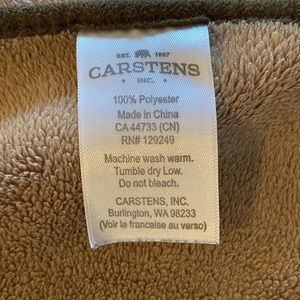 EST. 1987
CARSTENS
INC.
100% Polyester
Made in China
CA 44733 (CN)
RN# 129249
Machine wash warm.
Tumble dry Low.
Do not bleach.
CARSTENS, INC.
Burlington, WA 98233
(Voir le francaise au verso)